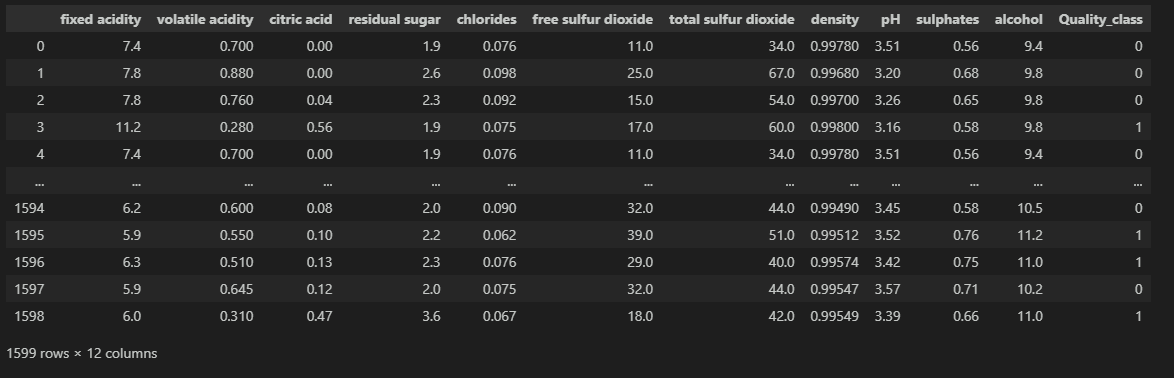 fixed acidity volatile acidity citric acid residual sugar chlorides free sulfur dioxide total sulfur dioxide density pH sulphates alcohol Quality_class
0 7.4 0.700 0.00 1.9 0.076 11.0 34.0 0.99780 3.51 0.56 9.4 0
1 7.8 0.880 0.00 2.6 0.098 25.0 67.0 0.99680 3.20 0.68 9.8 0
2 7.8 0.760 0.04 2.3 0.092 15.0 54.0 0.99700 3.26 0.65 9.8 0
3 11.2 0.280 0.56 1.9 0.075 17.0 60.0 0.99800 3.16 0.58 9.8 1
4 7.4 0.700 0.00 1.9 0.076 11.0 34.0 0.99780 3.51 0.56 9.4 0
... ... ... ... ... ... ... ... ... ... ... ... ...
1594 6.2 0.600 0.08 2.0 0.090 32.0 44.0 0.99490 3.45 0.58 10.5 0
1595 5.9 0.550 0.10 2.2 0.062 39.0 51.0 0.99512 3.52 0.76 11.2 1
1596 6.3 0.510 0.13 2.3 0.076 29.0 40.0 0.99574 3.42 0.75 11.0 1
1597 5.9 0.645 0.12 2.0 0.075 32.0 44.0 0.99547 3.57 0.71 10.2 0
1598 6.0 0.310 0.47 3.6 0.067 18.0 42.0 0.99549 3.39 0.66 11.0 1
1599 rows × 12 columns